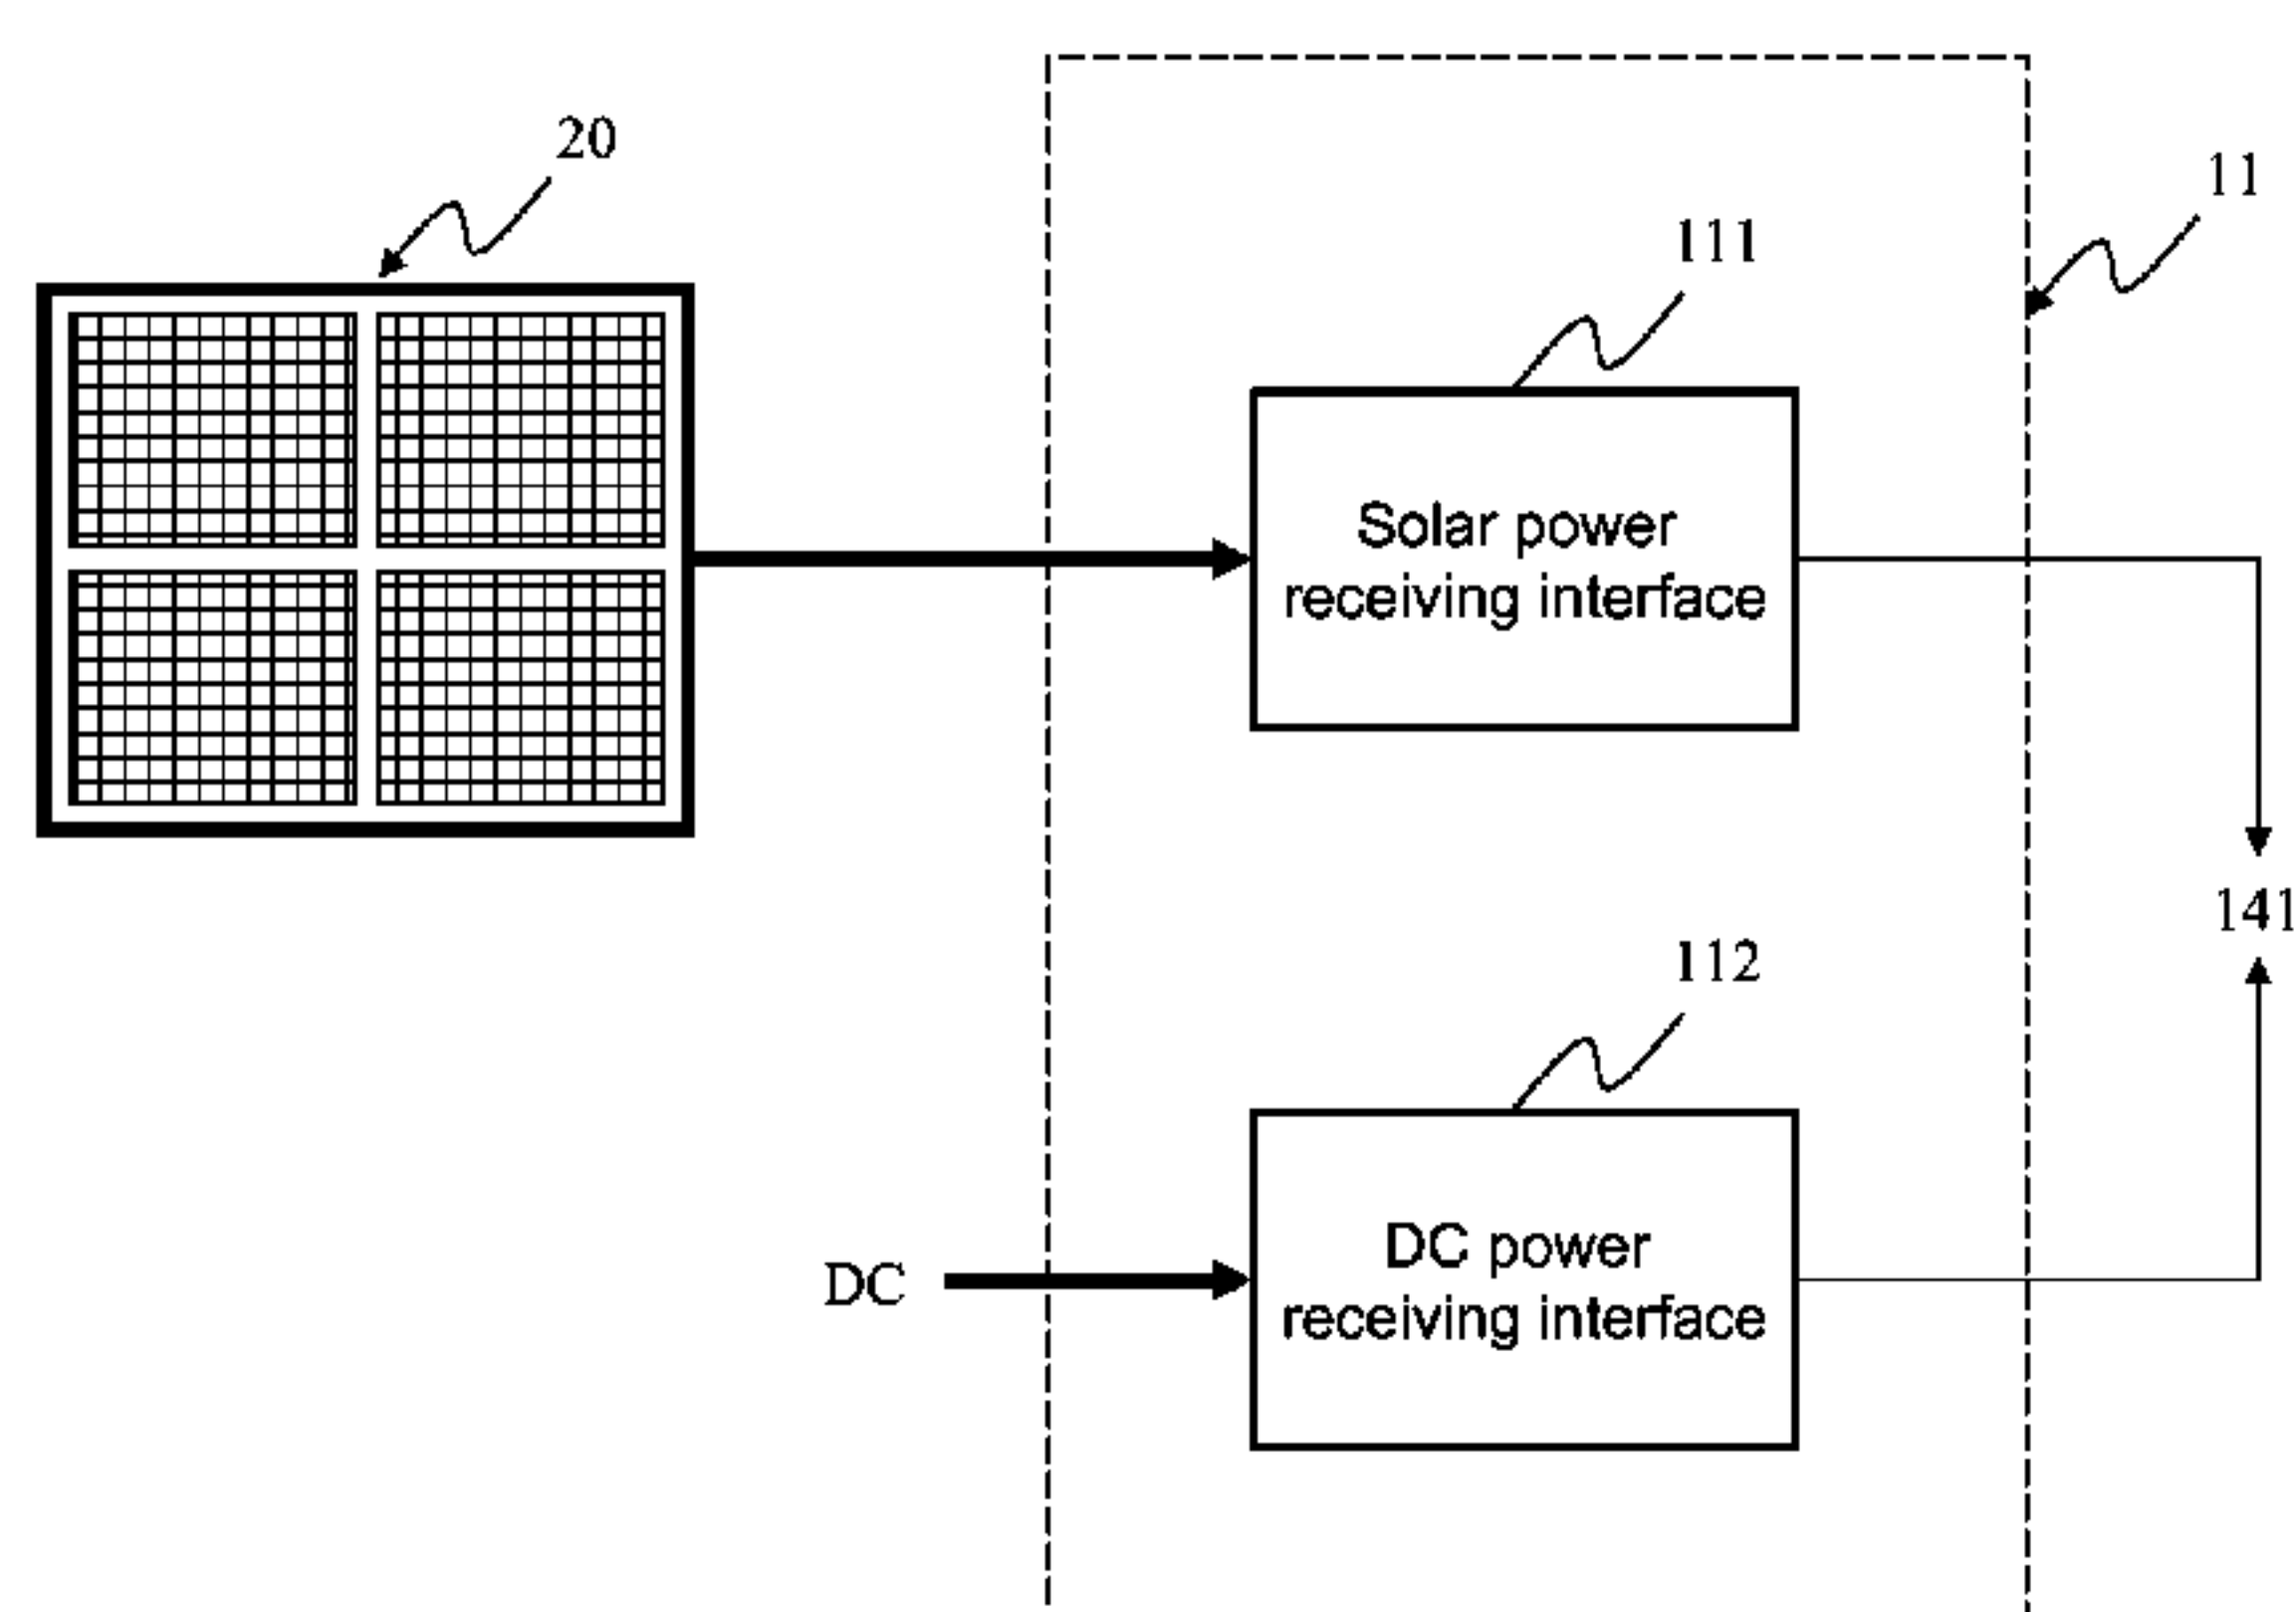 20
11
111
Solar power
receiving interface
141
112
DC power
receiving interface
DC